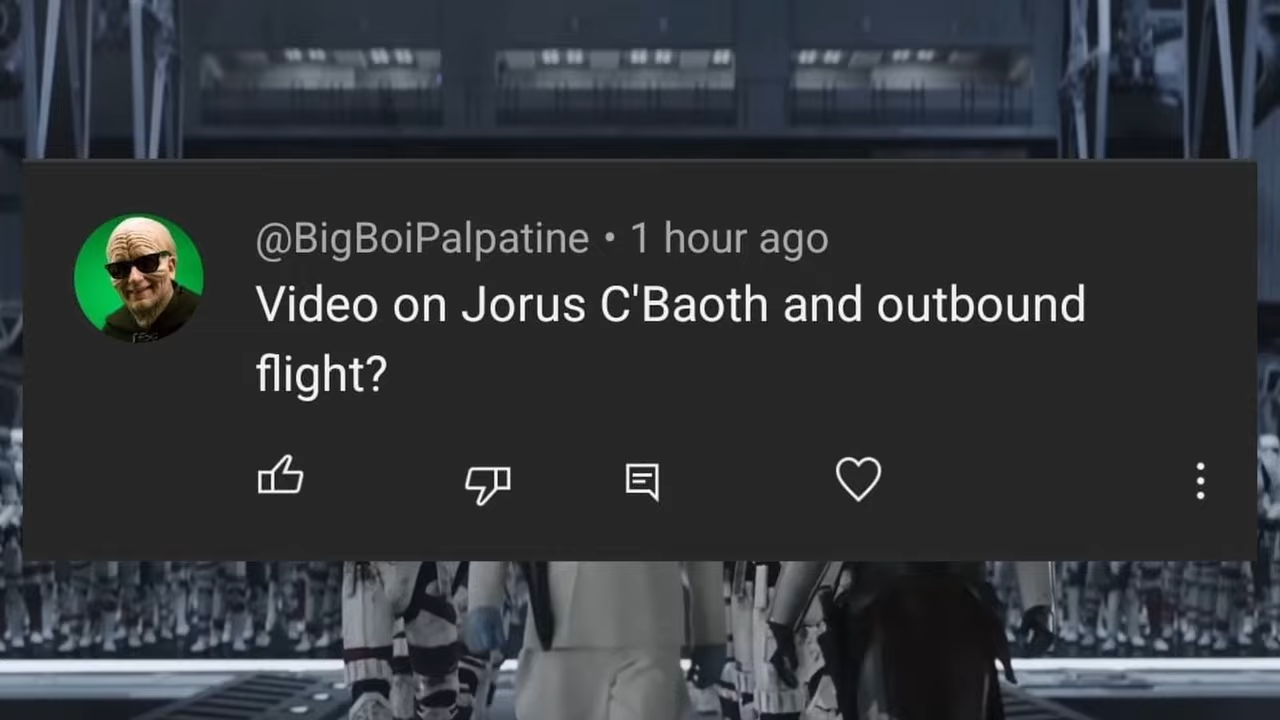 @BigBoiPalpatine • 1 hour ago
Video on Jorus C'Baoth and outbound
flight?